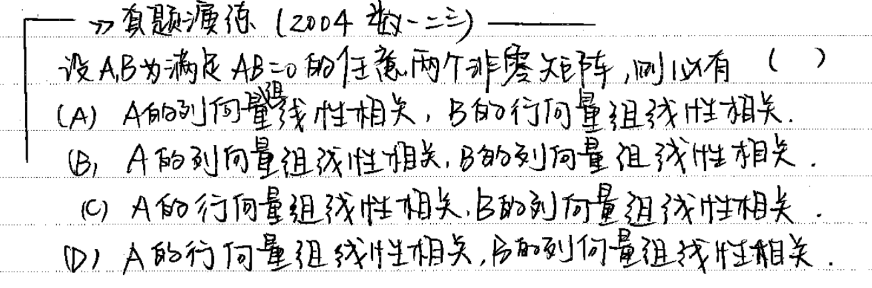 >> 真题演练 (2004 数一二三)
设A,B为满足AB=0的任意两个非零矩阵,则必有 ( )
(A) A的列向量组线性相关, B的行向量组线性相关.
(B) A的列向量组线性相关,B的列向量组线性相关.
(C) A的行向量组线性相关,B的列向量组线性相关.
(D) A的行向量组线性相关,B的列向量组线性相关.